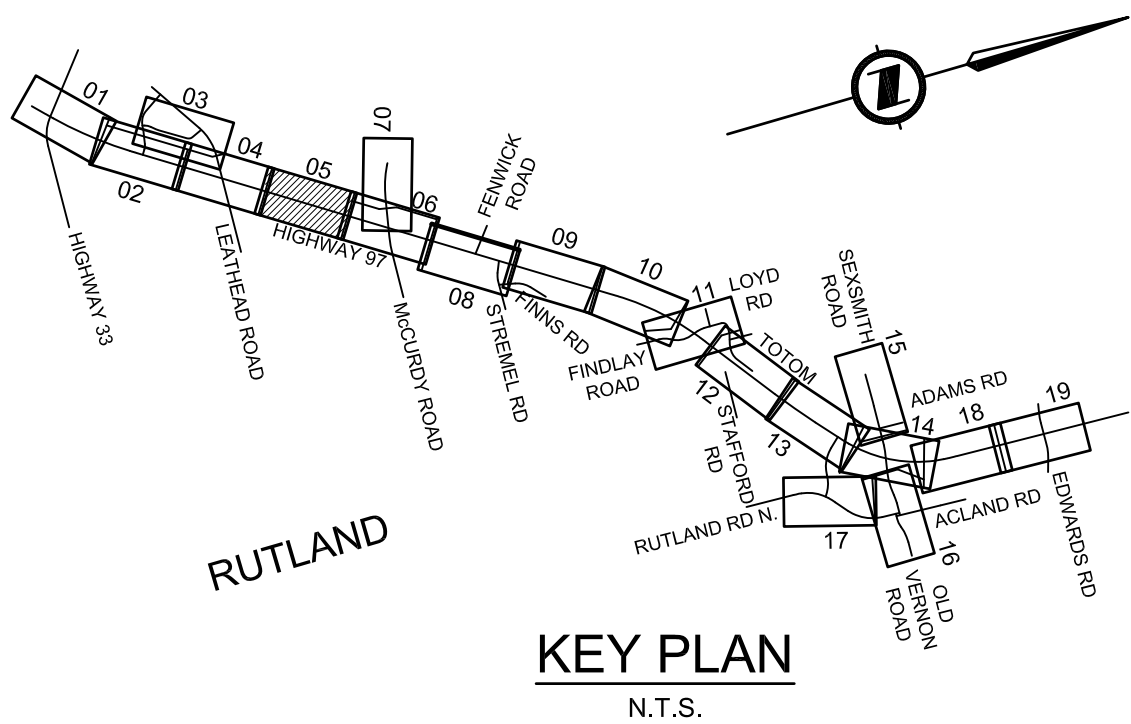 01
02
03
04
05
06
07
08
09
10
11
12
13
14
15
16
17
18
19
HIGHWAY 33
LEATHEAD ROAD
HIGHWAY 97
McCURDY ROAD
FENWICK
ROAD
STREMEL RD
FINNS RD
FINDLAY
ROAD
LOYD
RD
TOTOM
STAFFORD
RD
SEXSMITH
ROAD
ADAMS RD
RUTLAND RD N.
ACLAND RD
OLD
VERNON
ROAD
EDWARDS RD
RUTLAND
KEY PLAN
N.T.S.